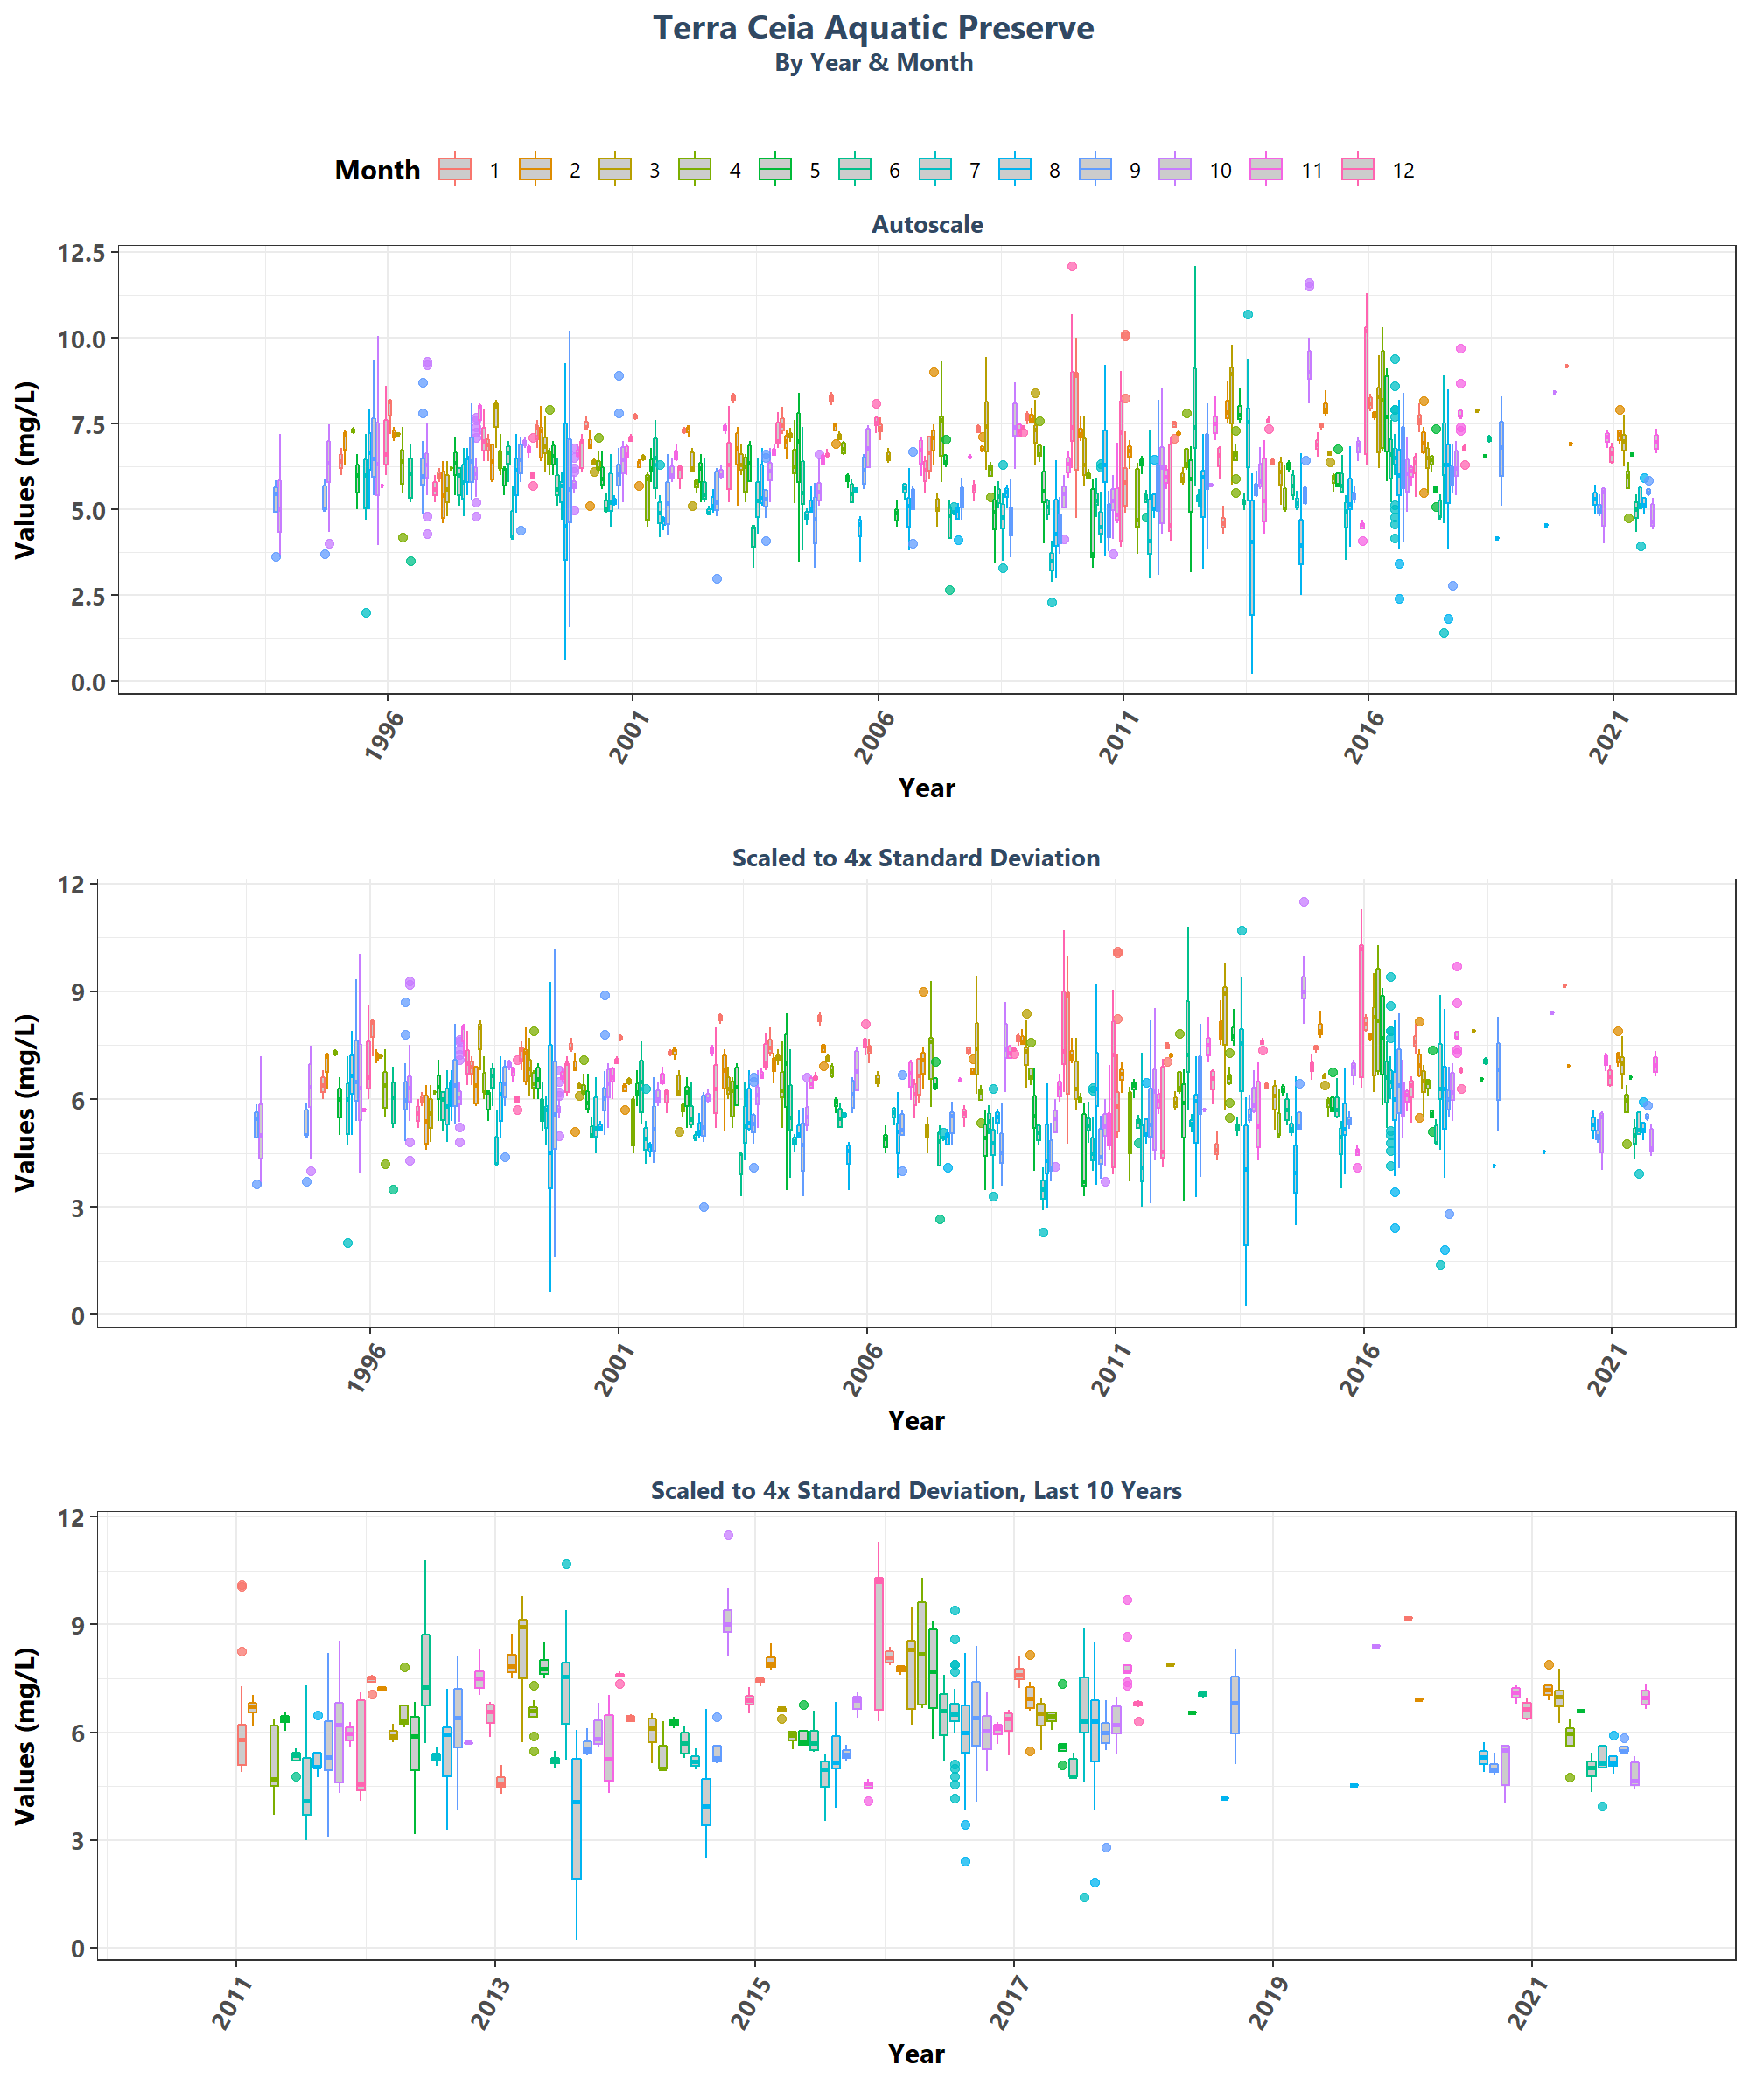 Terra Ceia Aquatic Preserve
By Year & Month
Month 1 2 3 4 5 6 7 8 9 10 11 12
Autoscale
12.5
10.0
7.5
5.0
2.5
0.0
Values (mg/L)
1996 2001 2006 2011 2016 2021
Year
Scaled to 4x Standard Deviation
12
9
6
3
0
Values (mg/L)
1996 2001 2006 2011 2016 2021
Year
Scaled to 4x Standard Deviation, Last 10 Years
12
9
6
3
0
Values (mg/L)
2011 2013 2015 2017 2019 2021
Year